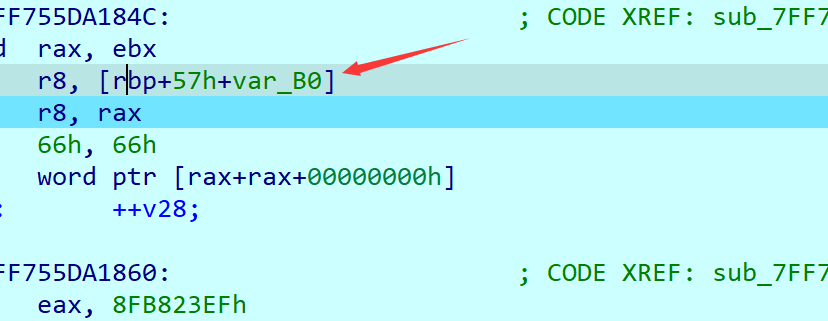 FF755DA184C: ; CODE XREF: sub_7FF7
d rax, ebx
r8, [rbp+57h+var_B0]
r8, rax
66h, 66h
word ptr [rax+rax+00000000h]
: ++v28;
FF755DA1860: ; CODE XREF: sub_7FF7
eax, 8FB823EFh